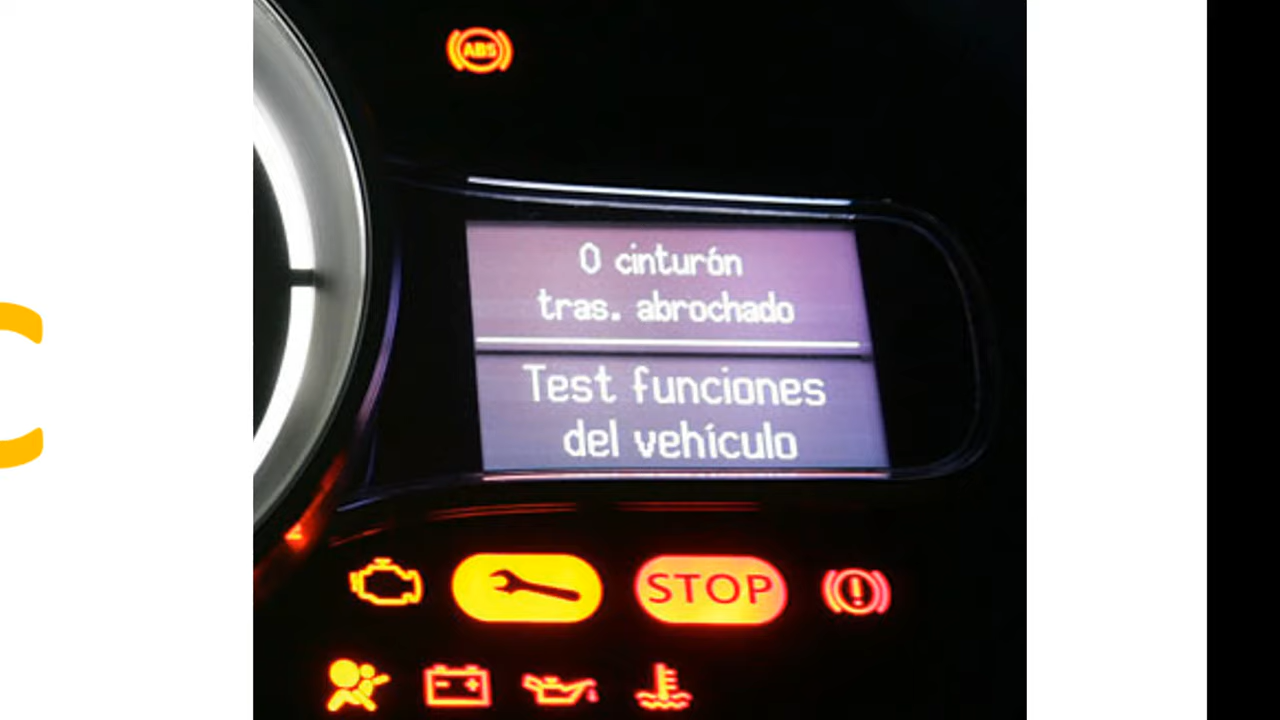 ABS
0 cinturón
tras. abrochado
Test funciones
del vehículo
STOP